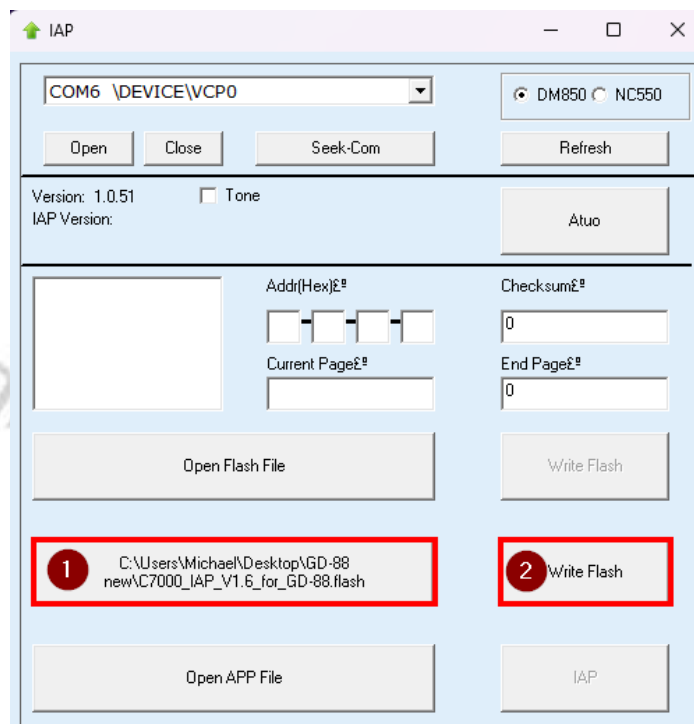 IAP
COM6 \DEVICE\VCP0
DM850 NC550
Open Close Seek-Com Refresh
Version: 1.0.51 Tone
IAP Version:
Atuo
Addr(Hex)£º Checksum£º
- - -
0
Current Page£º End Page£º
0
Open Flash File Write Flash
1 C:\Users\Michael\Desktop\GD-88
new\C7000_IAP_V1.6_for_GD-88.flash
2 Write Flash
Open APP File IAP